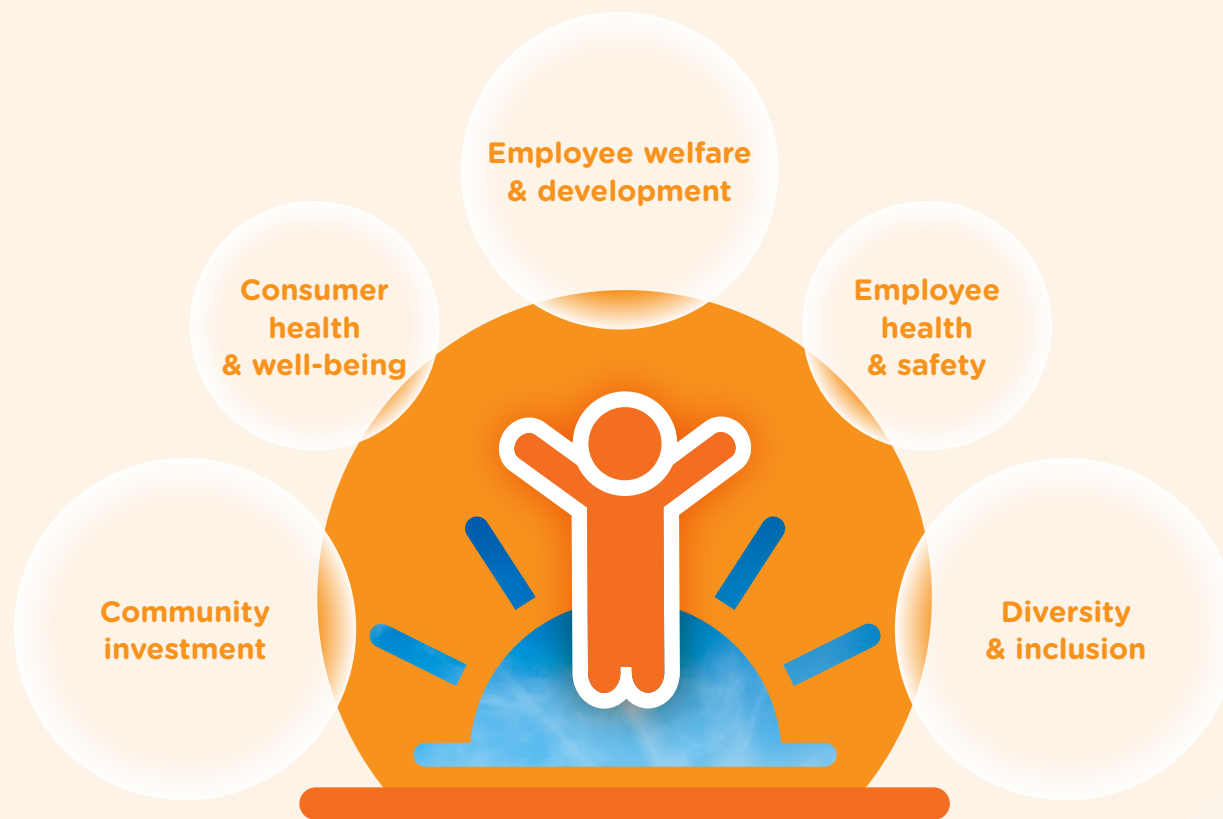 Employee welfare
& development
Consumer
health
& well-being
Employee
health
& safety
Community
investment
Diversity
& inclusion